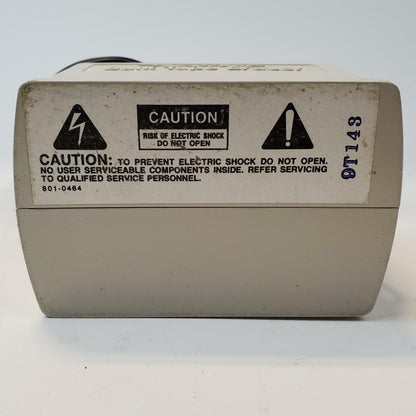 CAUTION
RISK OF ELECTRIC SHOCK
DO NOT OPEN
CAUTION: TO PREVENT ELECTRIC SHOCK DO NOT OPEN.
NO USER SERVICEABLE COMPONENTS INSIDE. REFER SERVICING
TO QUALIFIED SERVICE PERSONNEL.
801-0464
9T143